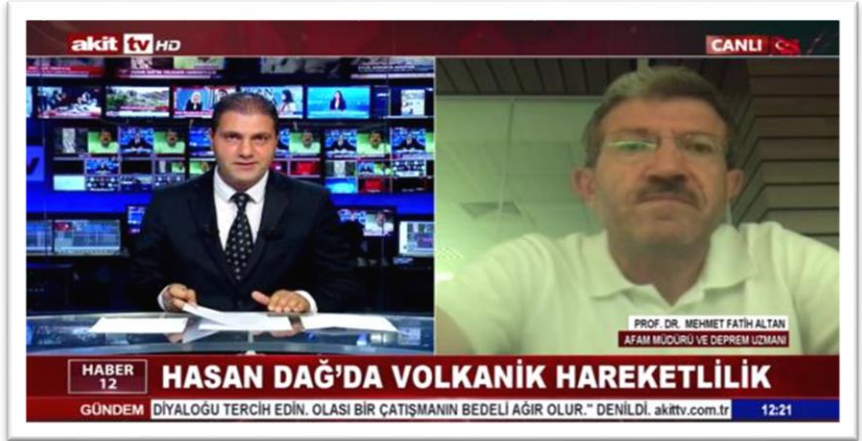 akit tv HD
CANLI
PROF. DR. MEHMET FATİH ALTAN
AFAM MÜDÜRÜ VE DEPREM UZMANI
HABER
12
HASAN DAĞ'DA VOLKANİK HAREKETLİLİK
GÜNDEM DİYALOĞU TERCİH EDİN. OLASI BİR ÇATIŞMANIN BEDELİ AĞIR OLUR." DENİLDİ. akittv.com.tr 12:21